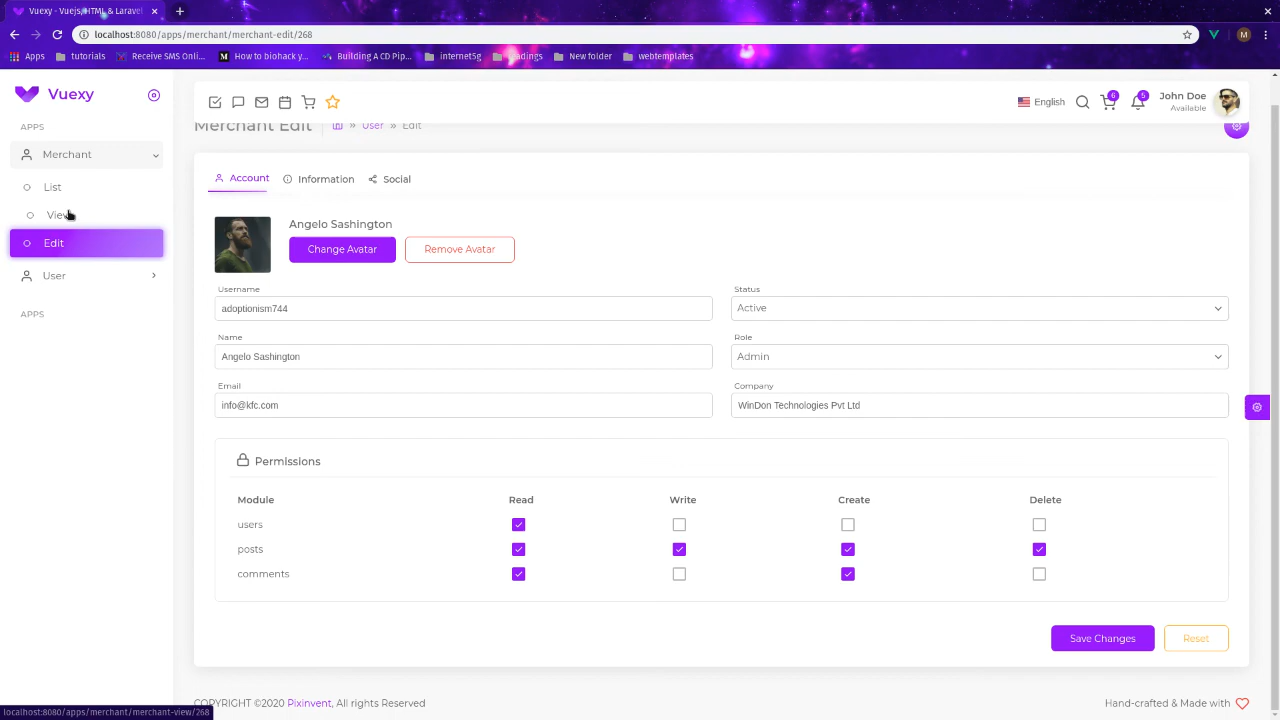 Vuexy - Vuejs, HTML & Laravel
localhost:8080/apps/merchant/merchant-edit/268
M
Apps tutorials Receive SMS Onli... M How to biohack y... Building A CD Pip... internet5g readings New folder webtemplates
Vuexy
APPS
Merchant
List
View
Edit
User
APPS
English 6 5 John Doe
Available
Merchant Edit » User » Edit
Account Information Social
Angelo Sashington
Change Avatar Remove Avatar
Username Status
adoptionism744 Active
Name Role
Angelo Sashington Admin
Email Company
info@kfc.com WinDon Technologies Pvt Ltd
Permissions
Module Read Write Create Delete
users
posts
comments
Save Changes Reset
COPYRIGHT ©2020 Pixinvent, All rights Reserved Hand-crafted & Made with
localhost:8080/apps/merchant/merchant-view/268